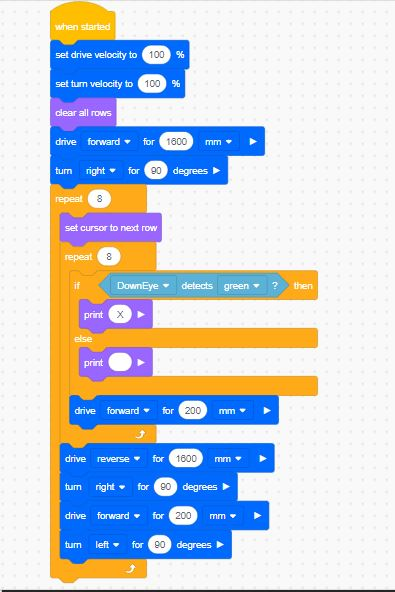 when started
set drive velocity to 100 %
set turn velocity to 100 %
clear all rows
drive forward for 1600 mm
turn right for 90 degrees
repeat 8
set cursor to next row
repeat 8
if DownEye detects green ? then
print X
else
print
drive forward for 200 mm
drive reverse for 1600 mm
turn right for 90 degrees
drive forward for 200 mm
turn left for 90 degrees